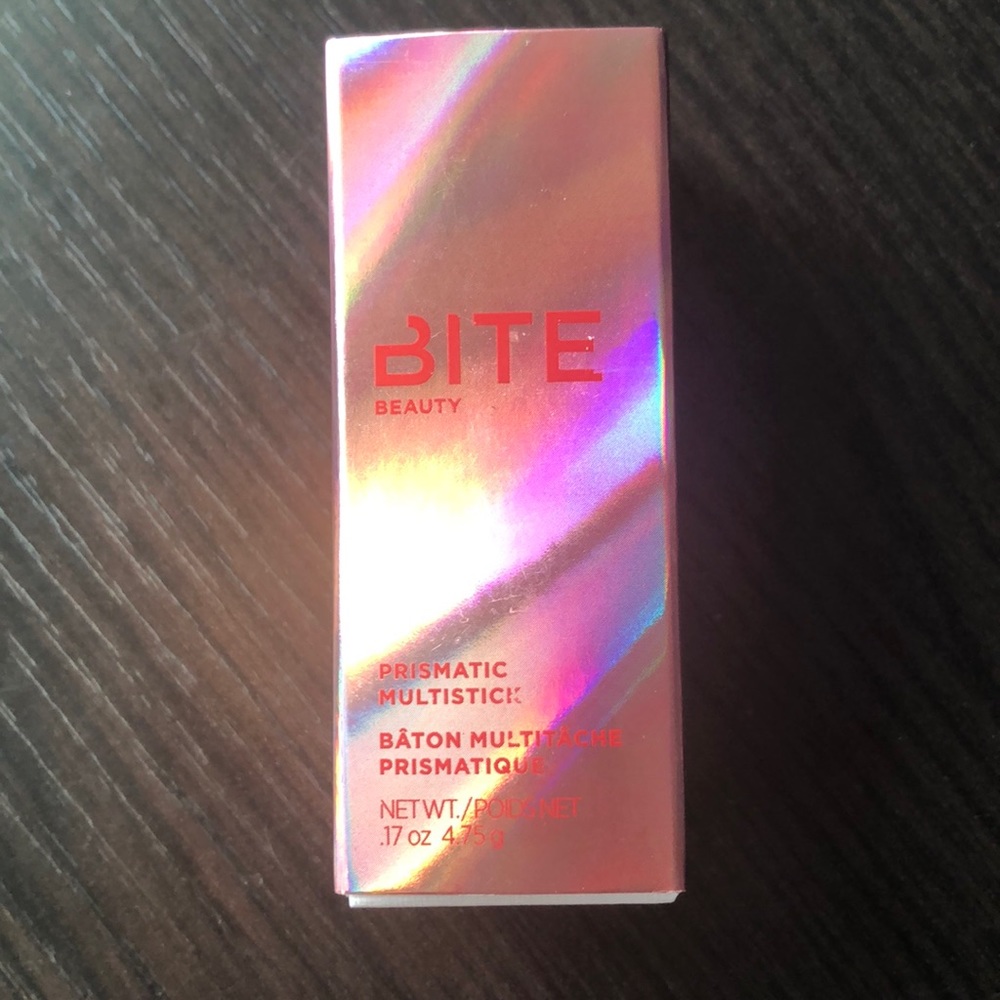 BITE
BEAUTY
PRISMATIC
MULTISTICK
BÂTON MULTITÂCHE
PRISMATIQUE
NET WT./POIDS NET
.17 oz 4.75 g